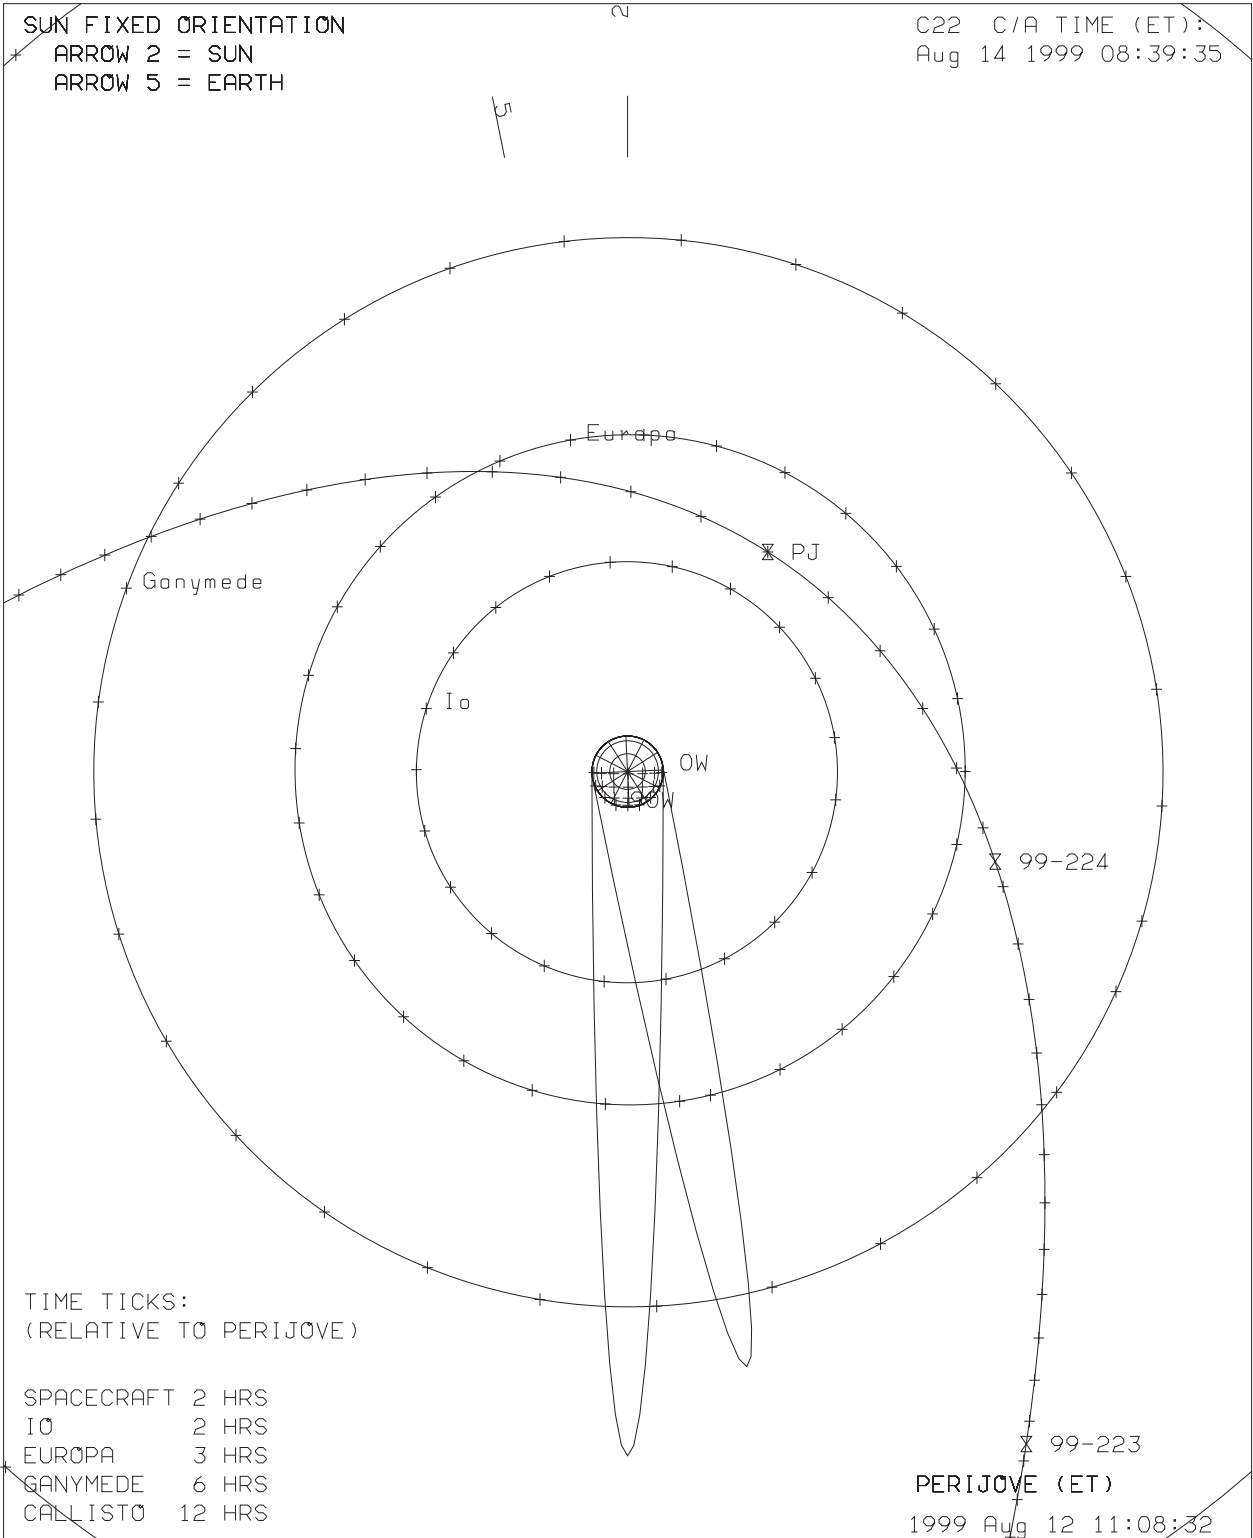 SUN FIXED ORIENTATION
ARROW 2 = SUN
ARROW 5 = EARTH
2
C22 C/A TIME (ET):
Aug 14 1999 08:39:35
5
Europa
PJ
Ganymede
Io
OW
99-224
TIME TICKS:
(RELATIVE TO PERIJOVE)
SPACECRAFT 2 HRS
IO 2 HRS
EUROPA 3 HRS
GANYMEDE 6 HRS
CALLISTO 12 HRS
99-223
PERIJOVE (ET)
1999 Aug 12 11:08:32